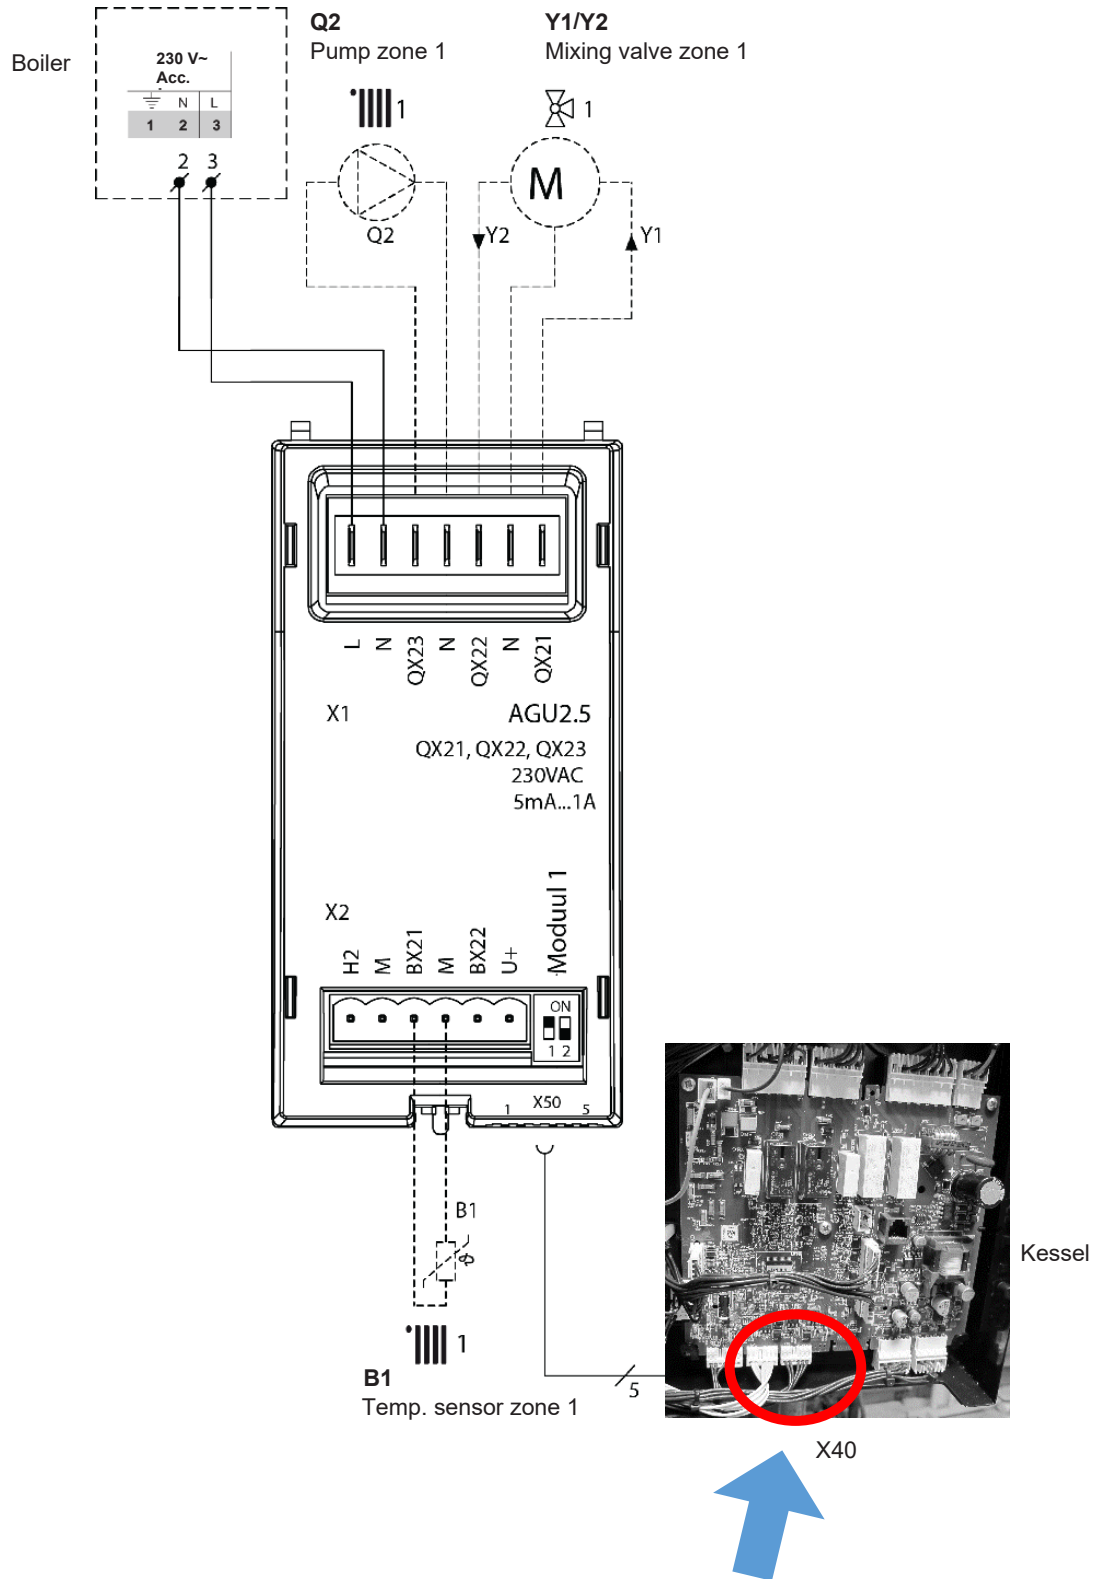 Q2
Pump zone 1
Y1/Y2
Mixing valve zone 1
Boiler
230 V~
Acc.
N L
1 2 3
2 3
1
1
M
Q2
Y2
Y1
L N QX23 N QX22 N QX21
X1
AGU2.5
QX21, QX22, QX23
230VAC
5mA...1A
X2
Moduul 1
H2 M BX21 M BX22 U+
ON
1 2
1 X50 5
B1
1
B1
Temp. sensor zone 1
5
Kessel
X40